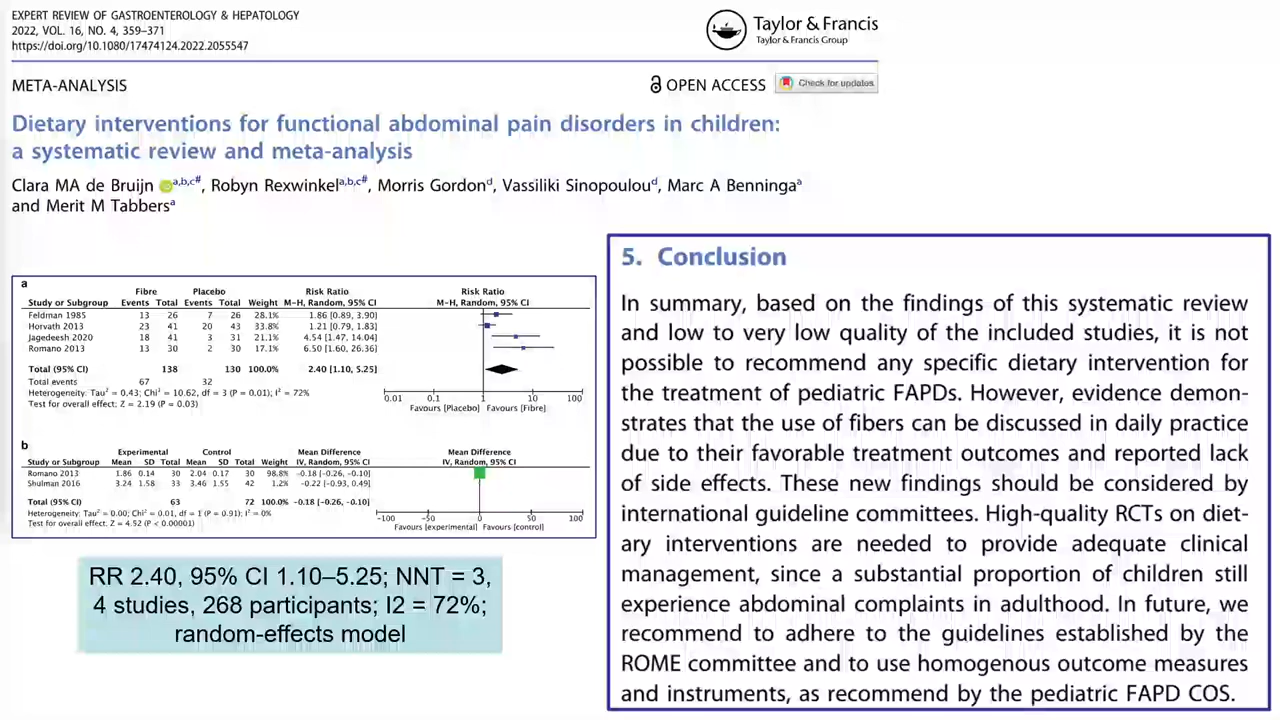 EXPERT REVIEW OF GASTROENTEROLOGY & HEPATOLOGY
2022, VOL. 16, NO. 4, 359–371
https://doi.org/10.1080/17474124.2022.2055547
Taylor & Francis
Taylor & Francis Group
META-ANALYSIS
OPEN ACCESS
Check for updates
Dietary interventions for functional abdominal pain disorders in children:
a systematic review and meta-analysis
Clara MA de Bruijn a,b,c#, Robyn Rexwinkel a,b,c#, Morris Gordon d, Vassiliki Sinopoulou d, Marc A Benninga a
and Merit M Tabbers a
a
Fibre Placebo Risk Ratio Risk Ratio
Study or Subgroup Events Total Events Total Weight M-H, Random, 95% CI M-H, Random, 95% CI
Feldman 1985 13 26 7 26 28.1% 1.86 [0.89, 3.90]
Horvath 2013 23 41 20 43 33.8% 1.21 [0.79, 1.83]
Jagedeesh 2020 18 41 3 31 21.1% 4.54 [1.47, 14.04]
Romano 2013 13 30 2 30 17.1% 6.50 [1.60, 26.36]
Total (95% CI) 138 130 100.0% 2.40 [1.10, 5.25]
Total events 67 32
Heterogeneity: Tau² = 0.43; Chi² = 10.62, df = 3 (P = 0.01); I² = 72%
Test for overall effect: Z = 2.19 (P = 0.03)
0.01 0.1 1 10 100
Favours [Placebo] Favours [Fibre]
b
Experimental Control Mean Difference Mean Difference
Study or Subgroup Mean SD Total Mean SD Total Weight IV, Random, 95% CI IV, Random, 95% CI
Romano 2013 1.86 0.14 30 2.04 0.17 30 98.8% -0.18 [-0.26, -0.10]
Shulman 2016 3.24 1.58 33 3.46 1.55 42 1.2% -0.22 [-0.93, 0.49]
Total (95% CI) 63 72 100.0% -0.18 [-0.26, -0.10]
Heterogeneity: Tau² = 0.00; Chi² = 0.01, df = 1 (P = 0.91); I² = 0%
Test for overall effect: Z = 4.52 (P < 0.00001)
-100 -50 0 50 100
Favours [experimental] Favours [control]
RR 2.40, 95% CI 1.10–5.25; NNT = 3,
4 studies, 268 participants; I2 = 72%;
random-effects model
5. Conclusion
In summary, based on the findings of this systematic review
and low to very low quality of the included studies, it is not
possible to recommend any specific dietary intervention for
the treatment of pediatric FAPDs. However, evidence demon-
strates that the use of fibers can be discussed in daily practice
due to their favorable treatment outcomes and reported lack
of side effects. These new findings should be considered by
international guideline committees. High-quality RCTs on diet-
ary interventions are needed to provide adequate clinical
management, since a substantial proportion of children still
experience abdominal complaints in adulthood. In future, we
recommend to adhere to the guidelines established by the
ROME committee and to use homogenous outcome measures
and instruments, as recommend by the pediatric FAPD COS.